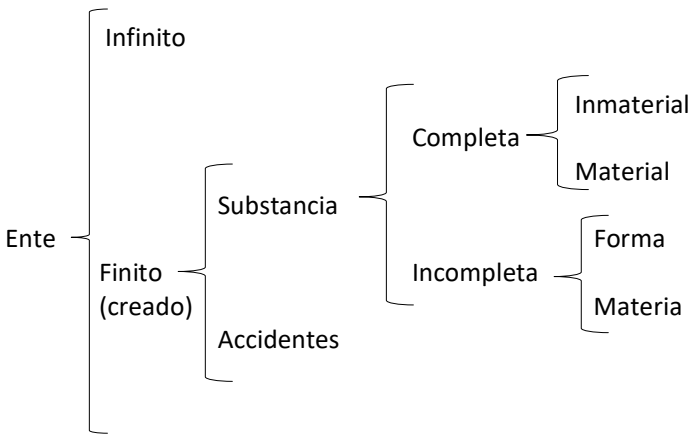 Infinito
Inmaterial
Completa
Material
Substancia
Ente
Forma
Finito
(creado)
Incompleta
Materia
Accidentes